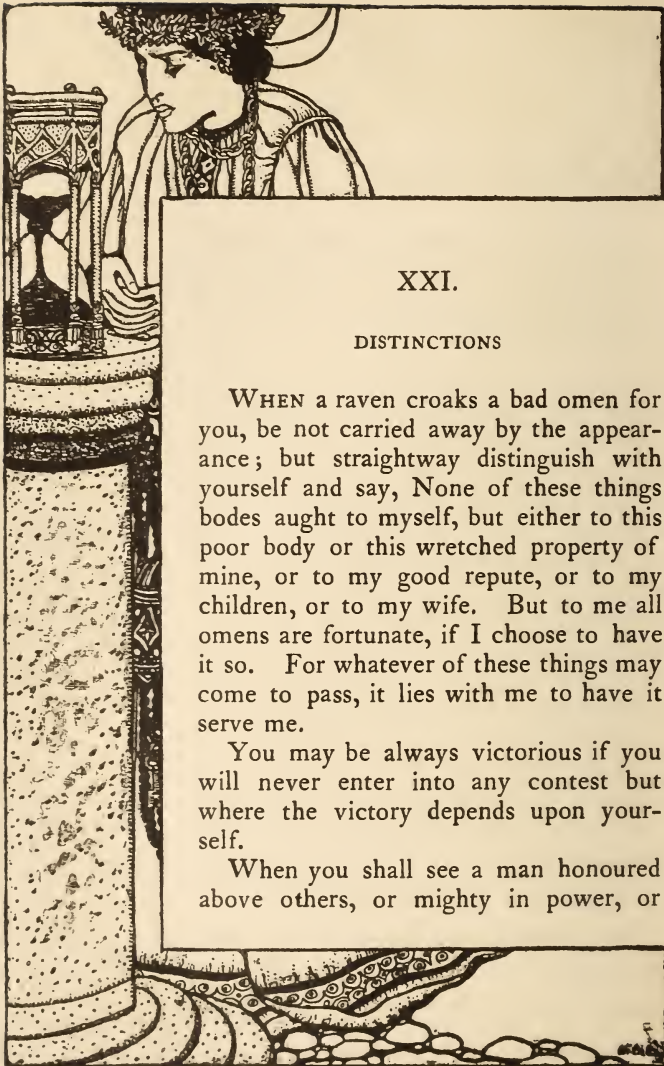 XXI.
DISTINCTIONS
WHEN a raven croaks a bad omen for
you, be not carried away by the appear-
ance; but straightway distinguish with
yourself and say, None of these things
bodes aught to myself, but either to this
poor body or this wretched property of
mine, or to my good repute, or to my
children, or to my wife. But to me all
omens are fortunate, if I choose to have
it so. For whatever of these things may
come to pass, it lies with me to have it
serve me.
You may be always victorious if you
will never enter into any contest but
where the victory depends upon your-
self.
When you shall see a man honoured
above others, or mighty in power, or